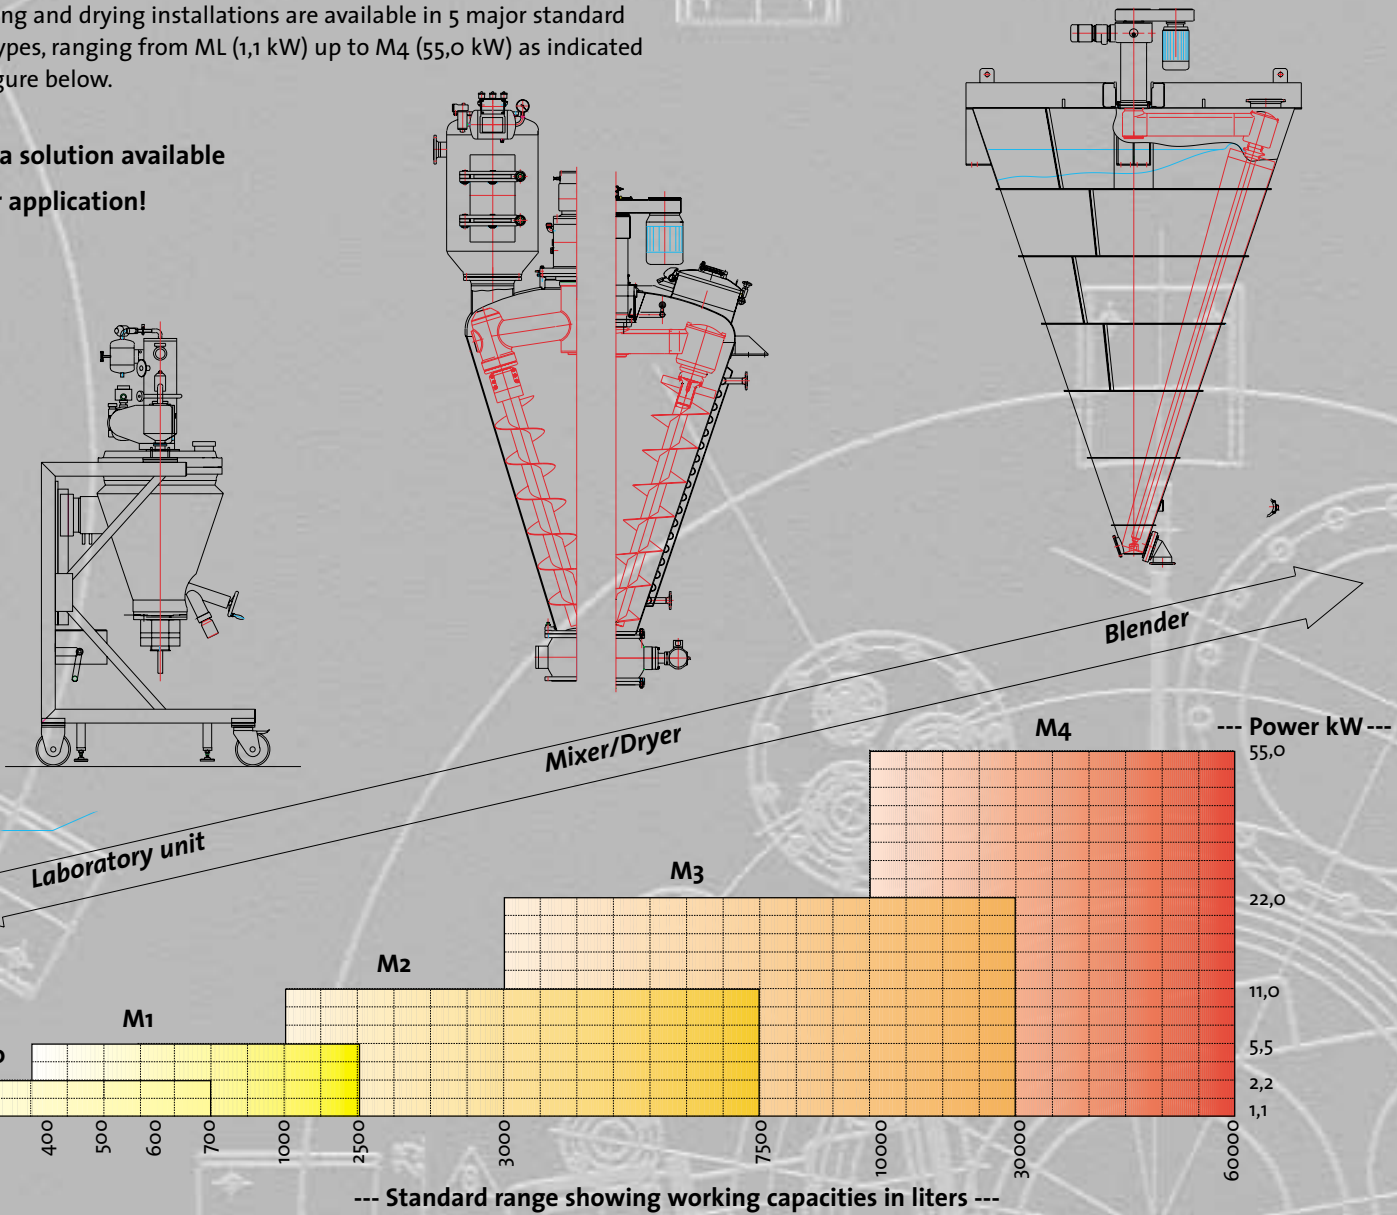 ing and drying installations are available in 5 major standard
ypes, ranging from ML (1,1 kW) up to M4 (55,0 kW) as indicated
gure below.
a solution available
application!
Blender
Mixer/Dryer
Laboratory unit
M4
--- Power kW ---
55,0
M3
22,0
M2
11,0
M1
5,5
2,2
1,1
400 500 600 700 1000 2500 3000 7500 10000 30000 60000
--- Standard range showing working capacities in liters ---